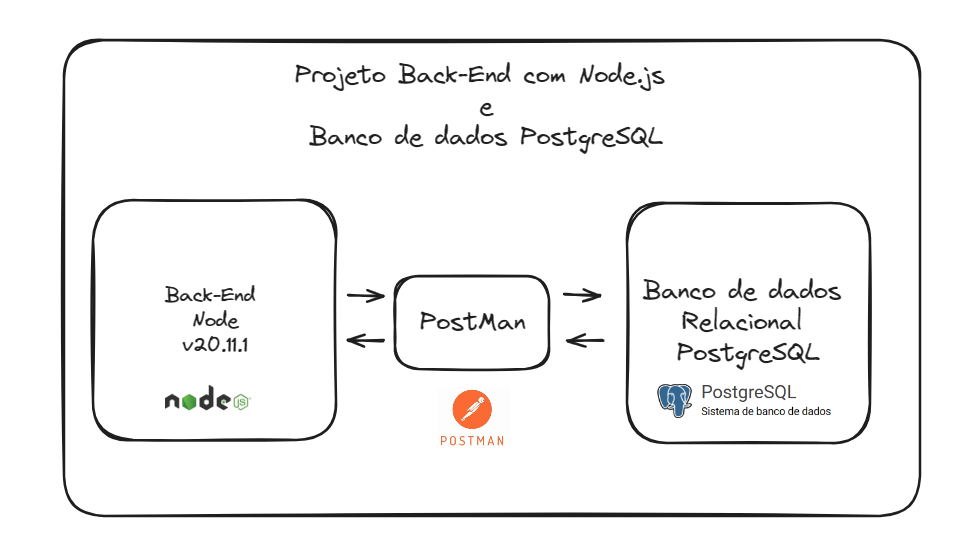 Projeto Back-End com Node.js
e
Banco de dados PostgreSQL
Back-End
Node
v20.11.1
node JS
PostMan
POSTMAN
Banco de dados
Relacional
PostgreSQL
PostgreSQL
Sistema de banco de dados